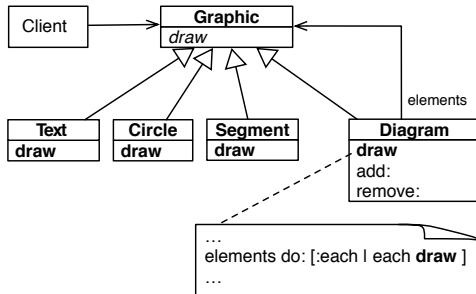 Client
Graphic
draw
elements
Text
draw
Circle
draw
Segment
draw
Diagram
draw
add:
remove:
...
elements do: [:each | each draw ]
...